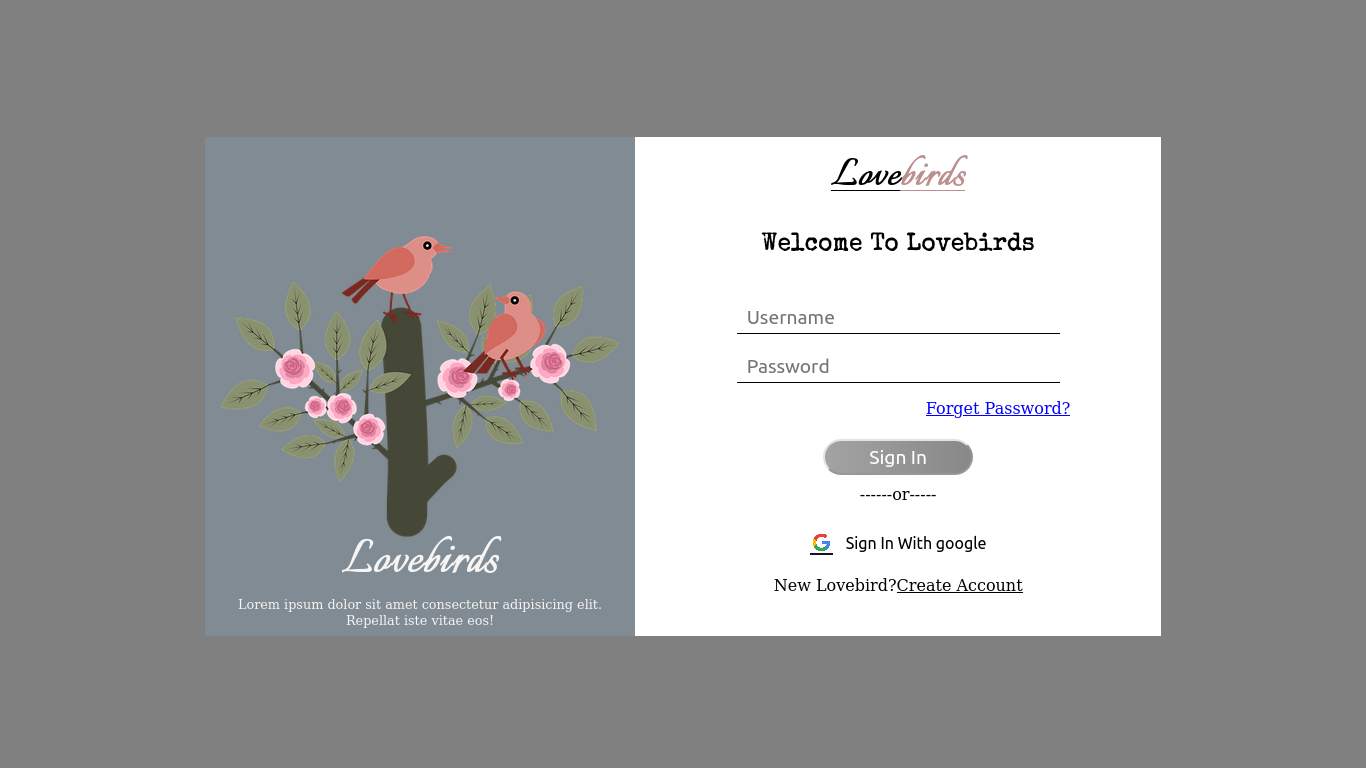 Lovebirds
Lorem ipsum dolor sit amet consectetur adipisicing elit.
Repellat iste vitae eos!
Lovebirds
Welcome To Lovebirds
Username
Password
Forget Password?
Sign In
------or-----
Sign In With google
New Lovebird?Create Account